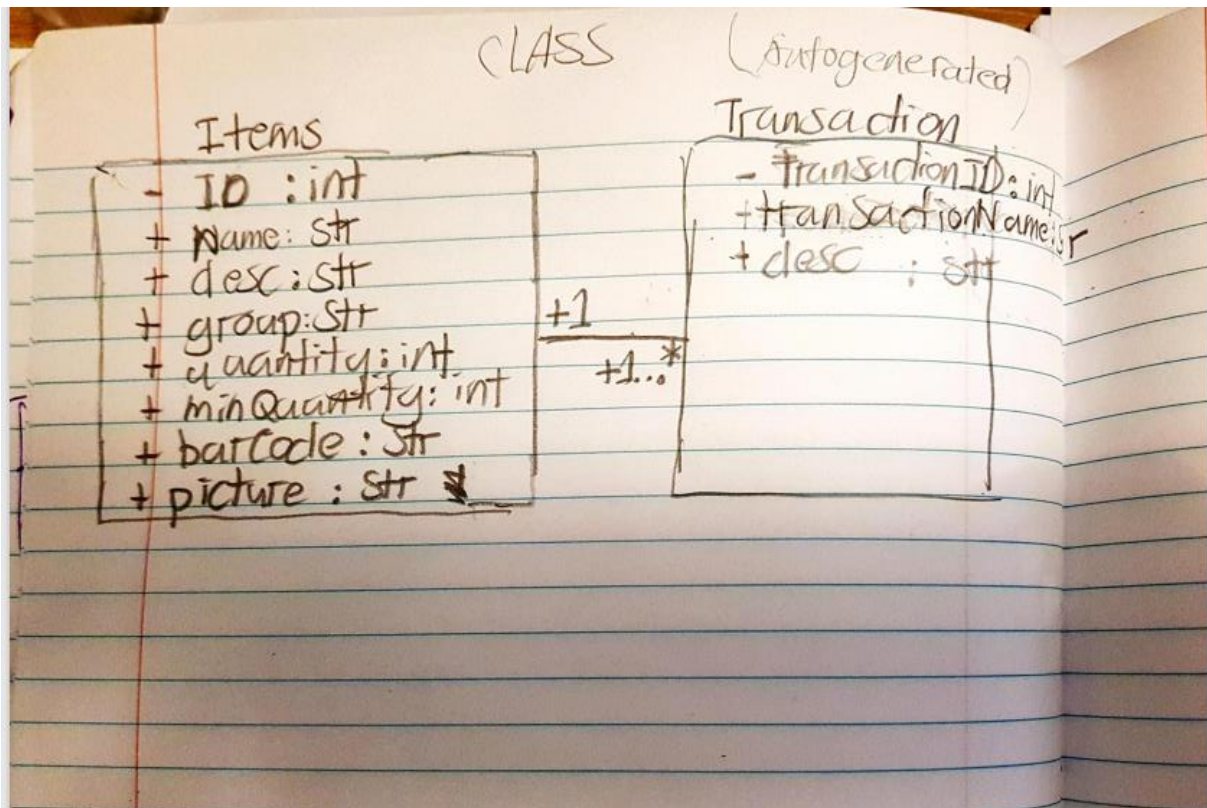 CLASS
(Autogenerated)
Items
- ID : int
+ Name: str
+ desc: str
+ group: str
+ quantity: int
+ minQuantity: int
+ barcode: str
+ picture : str
+1
+1...*
Transaction
- TransactionID: int
+ transactionName: str
+ desc : str